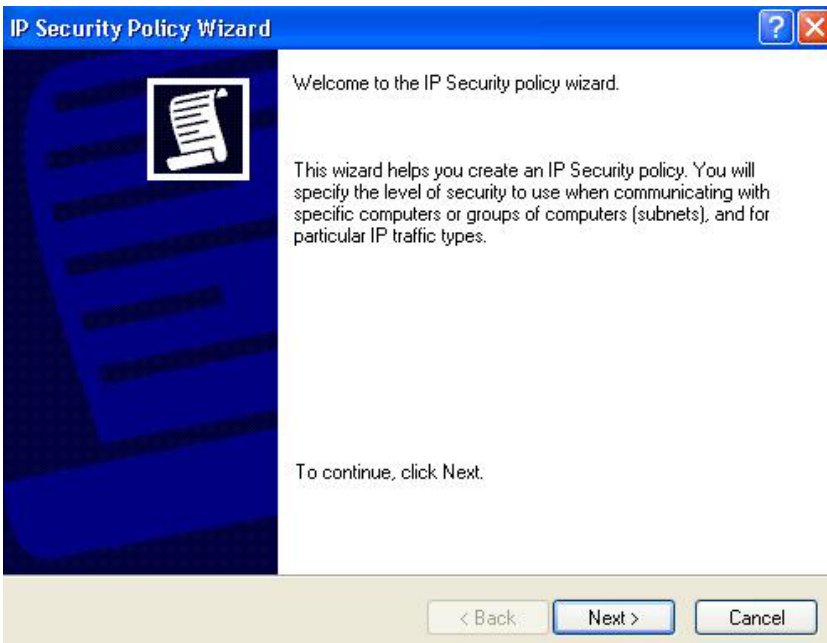 IP Security Policy Wizard
?
X
Welcome to the IP Security policy wizard.
This wizard helps you create an IP Security policy. You will
specify the level of security to use when communicating with
specific computers or groups of computers (subnets), and for
particular IP traffic types.
To continue, click Next.
< Back
Next >
Cancel